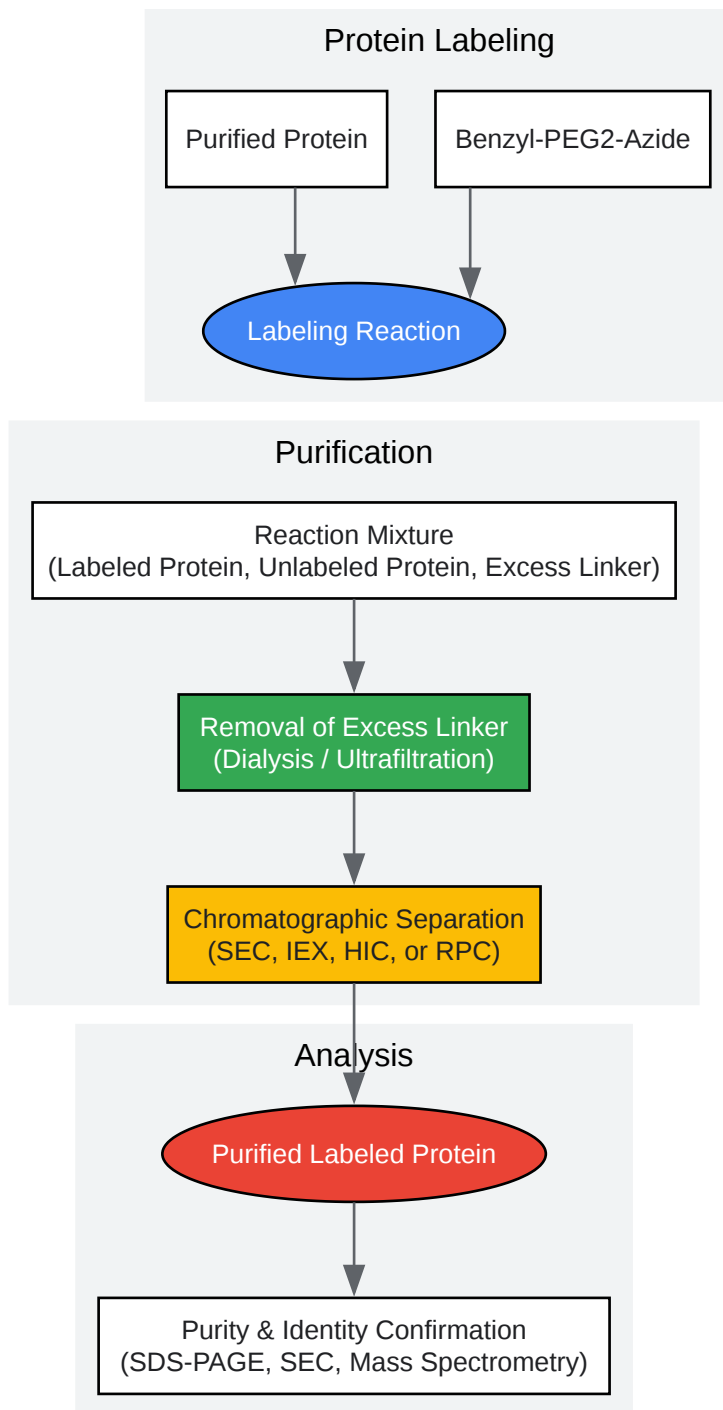 Protein Labeling
Purified Protein
Benzyl-PEG2-Azide
Labeling Reaction
Purification
Reaction Mixture
(Labeled Protein, Unlabeled Protein, Excess Linker)
Removal of Excess Linker
(Dialysis / Ultrafiltration)
Chromatographic Separation
(SEC, IEX, HIC, or RPC)
Analysis
Purified Labeled Protein
Purity & Identity Confirmation
(SDS-PAGE, SEC, Mass Spectrometry)